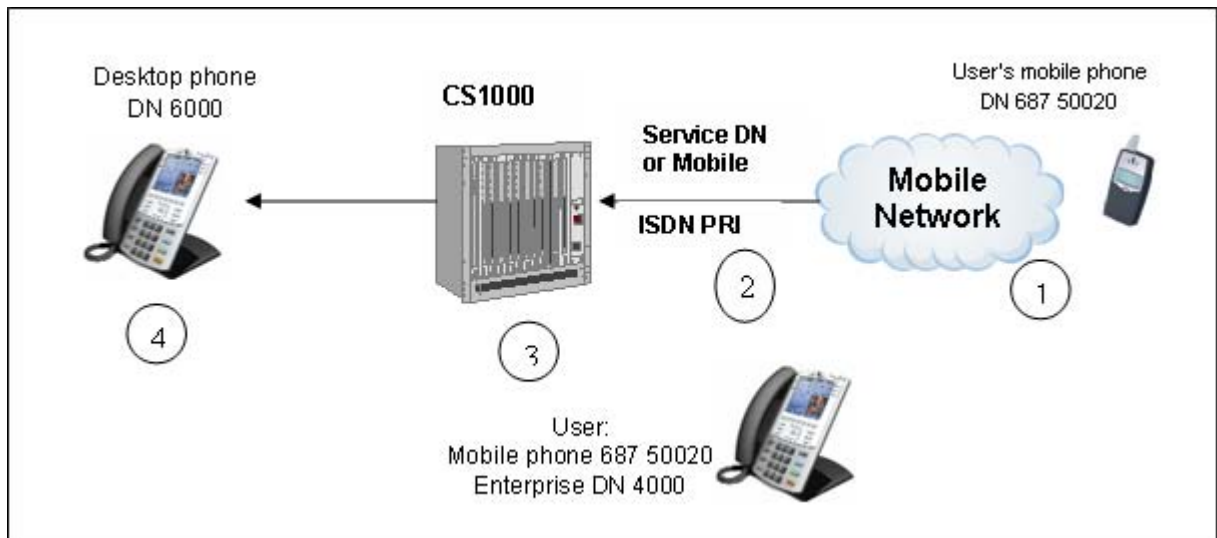 Desktop phone
DN 6000
CS1000
Service DN
or Mobile
ISDN PRI
Mobile
Network
User's mobile phone
DN 687 50020
1
2
3
4
User:
Mobile phone 687 50020
Enterprise DN 4000